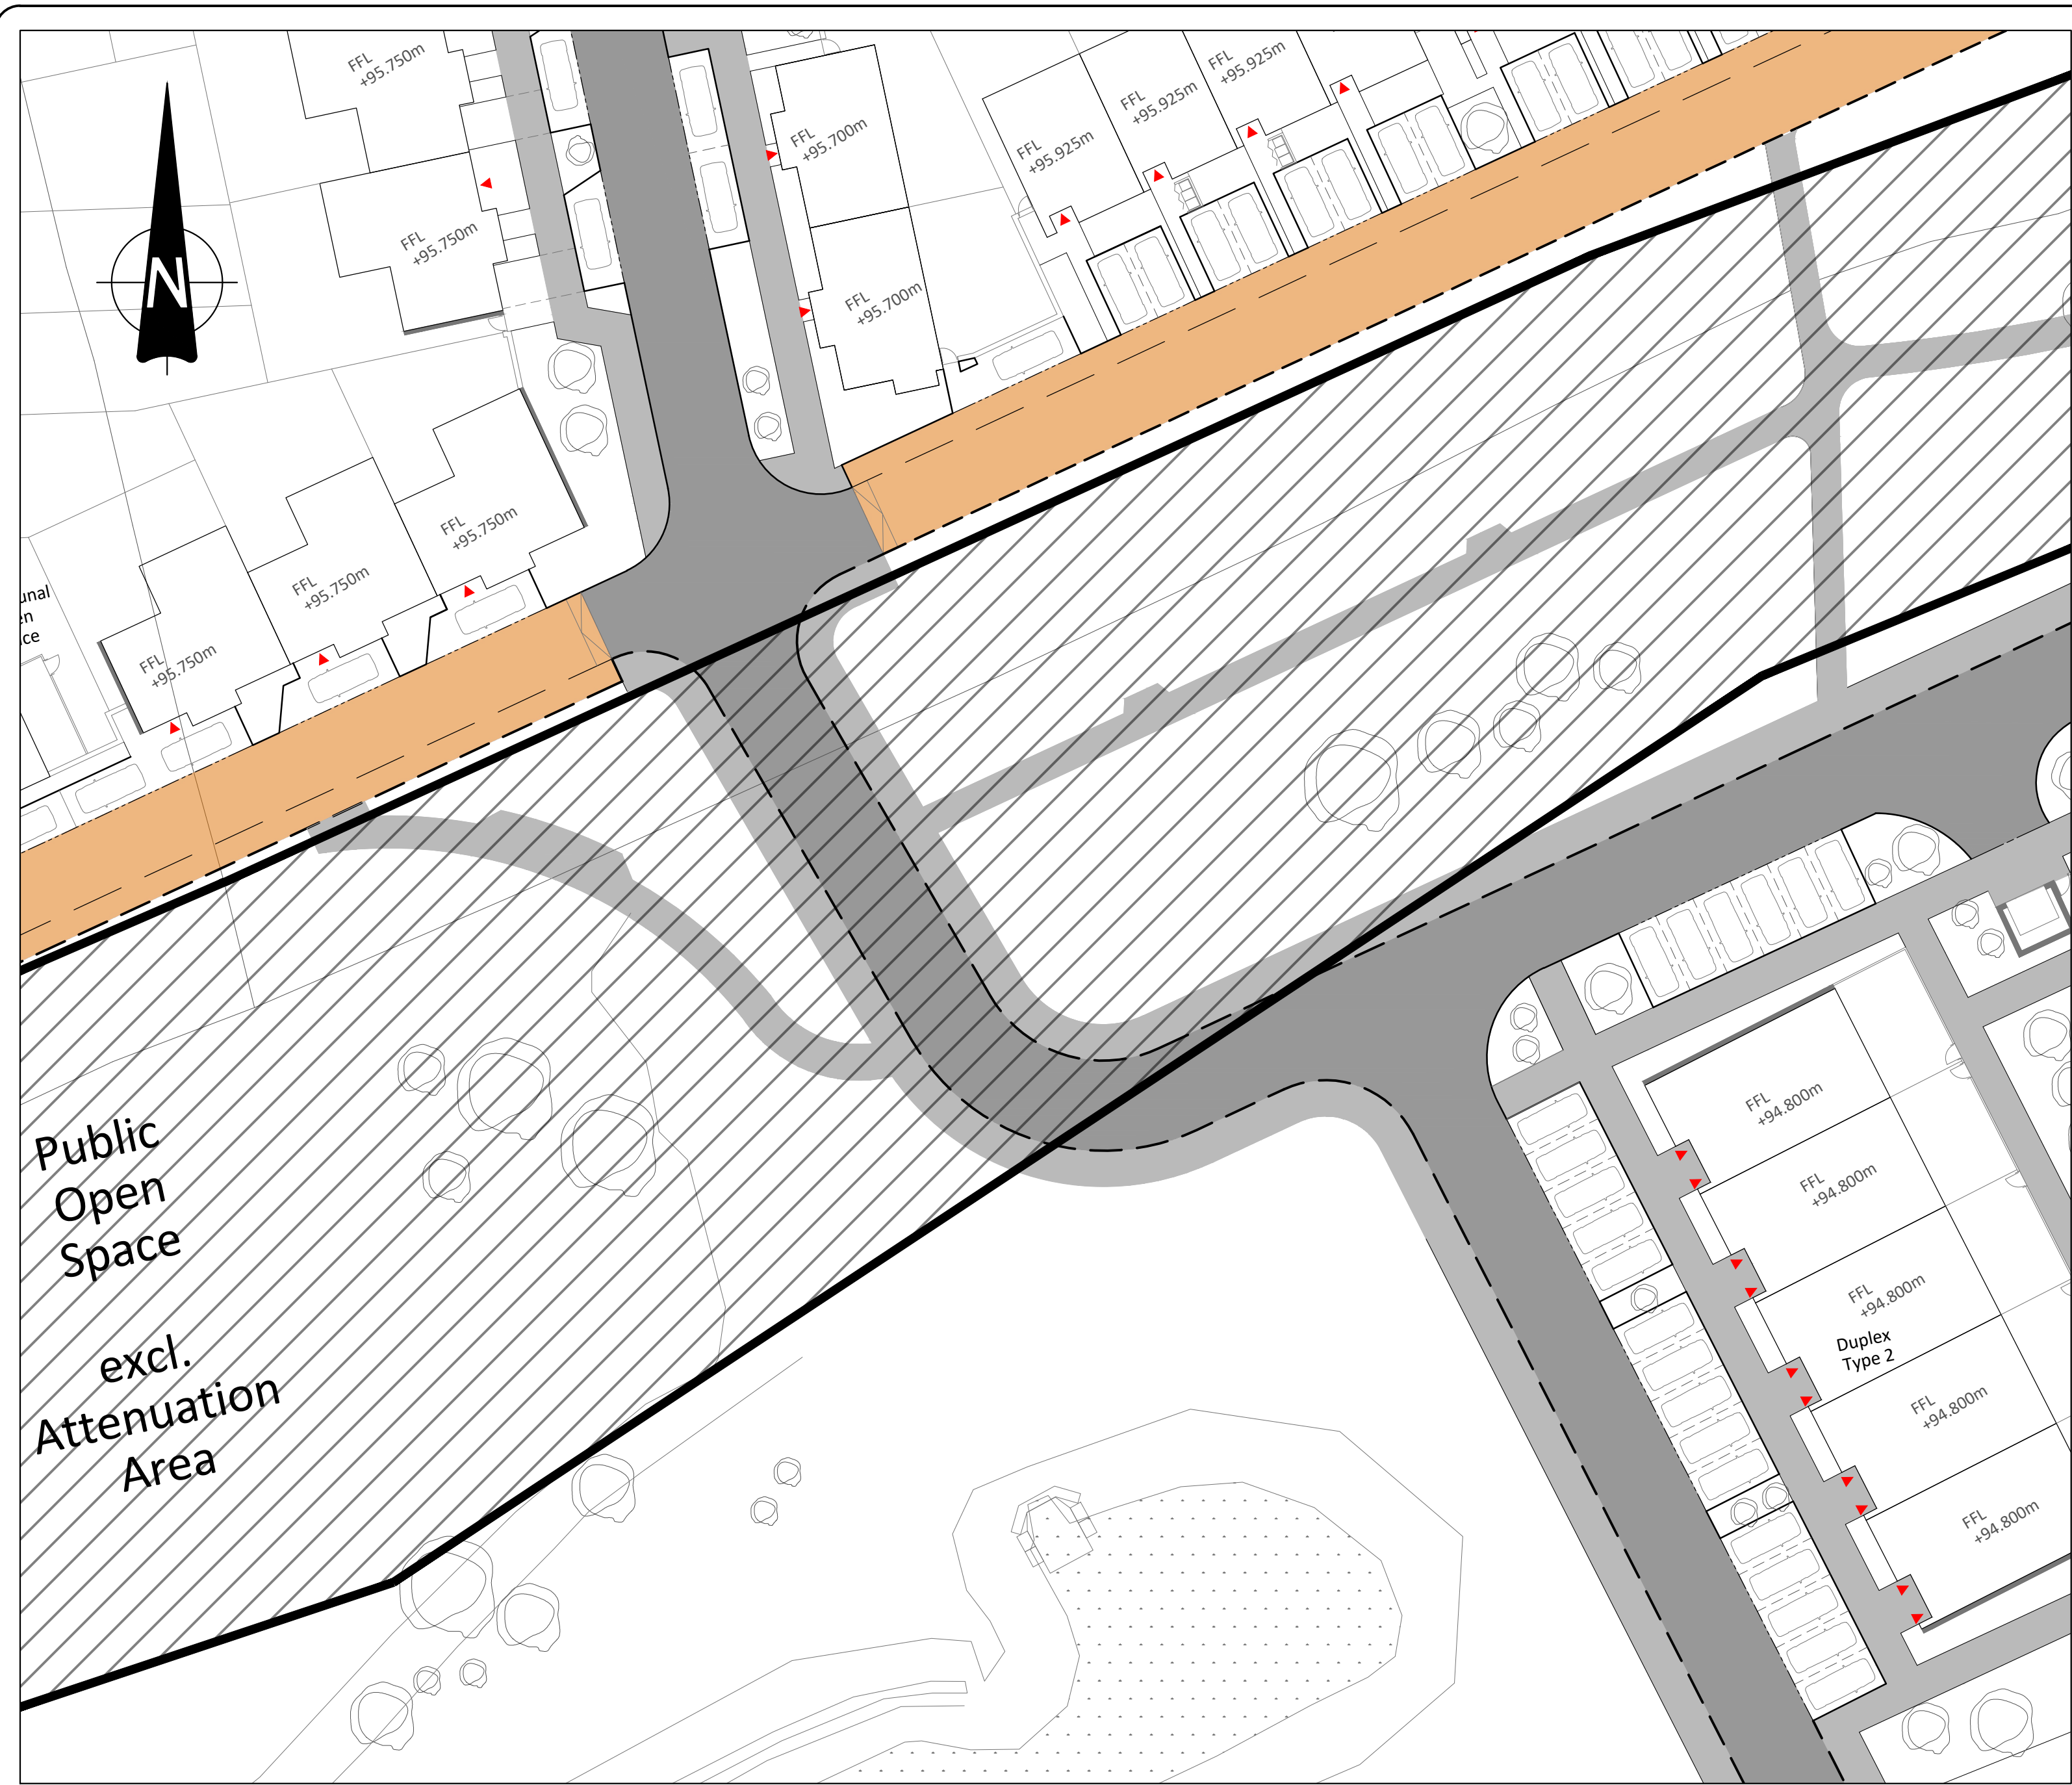 FFL
+95.750m
FFL
+95.700m
FFL
+95.925m
FFL
+95.925m
FFL
+95.925m
FFL
+95.750m
N
FFL
+95.700m
FFL
+95.750m
FFL
+95.750m
FFL
+95.750m
unal
en
ce
Public
Open
Space
excl.
Attenuation
Area
FFL
+94.800m
FFL
+94.800m
FFL
+94.800m
Duplex
Type 2
FFL
+94.800m
FFL
+94.800m